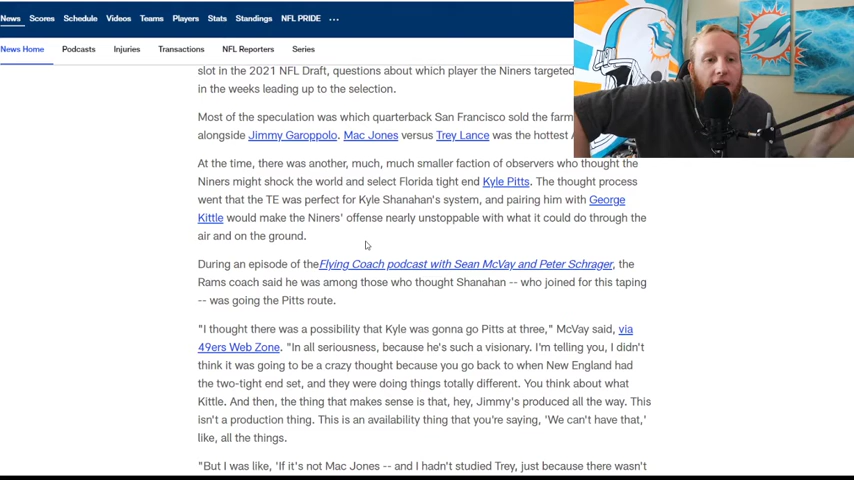 News Scores Schedule Videos Teams Players Stats Standings NFL PRIDE ...
News Home Podcasts Injuries Transactions NFL Reporters Series
slot in the 2021 NFL Draft, questions about which player the Niners targeted
in the weeks leading up to the selection.
Most of the speculation was which quarterback San Francisco sold the farm
alongside Jimmy Garoppolo. Mac Jones versus Trey Lance was the hottest
At the time, there was another, much, much smaller faction of observers who thought the
Niners might shock the world and select Florida tight end Kyle Pitts. The thought process
went that the TE was perfect for Kyle Shanahan's system, and pairing him with George
Kittle would make the Niners' offense nearly unstoppable with what it could do through the
air and on the ground.
During an episode of the Flying Coach podcast with Sean McVay and Peter Schrager, the
Rams coach said he was among those who thought Shanahan -- who joined for this taping
-- was going the Pitts route.
"I thought there was a possibility that Kyle was gonna go Pitts at three," McVay said, via
49ers Web Zone. "In all seriousness, because he's such a visionary. I'm telling you, I didn't
think it was going to be a crazy thought because you go back to when New England had
the two-tight end set, and they were doing things totally different. You think about what
Kittle. And then, the thing that makes sense is that, hey, Jimmy's produced all the way. This
isn't a production thing. This is an availability thing that you're saying, 'We can't have that,'
like, all the things.
"But I was like, 'If it's not Mac Jones -- and I hadn't studied Trey, just because there wasn't